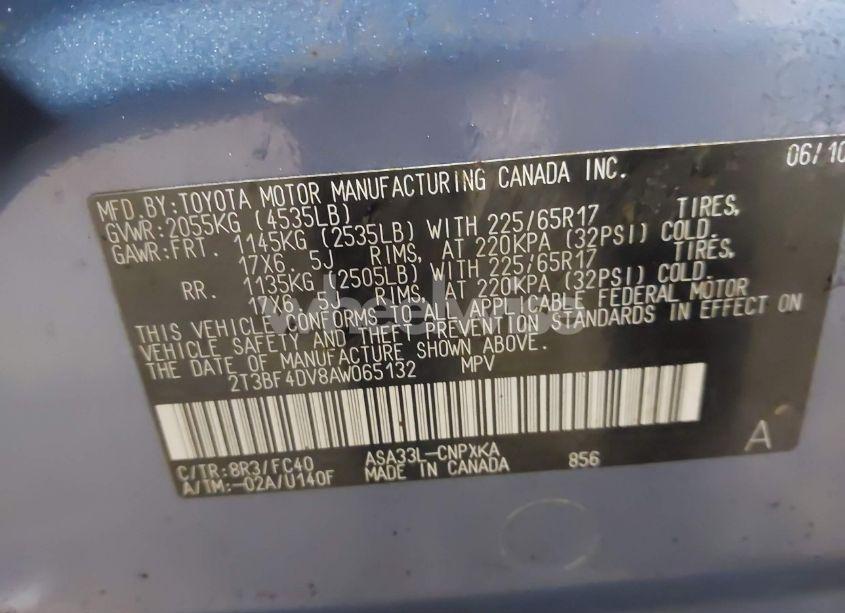 06/10
MFD. BY: TOYOTA MOTOR MANUFACTURING CANADA INC.
GVWR: 2055KG (4535LB)
GAWR: FRT. 1145KG (2535LB) WITH 225/65R17 TIRES,
17X6. 5J RIMS, AT 220KPA (32PSI) COLD.
RR. 1135KG (2505LB) WITH 225/65R17 TIRES,
17X6. 5J RIMS, AT 220KPA (32PSI) COLD.
THIS VEHICLE CONFORMS TO ALL APPLICABLE FEDERAL MOTOR
VEHICLE SAFETY AND THEFT PREVENTION STANDARDS IN EFFECT ON
THE DATE OF MANUFACTURE SHOWN ABOVE.
2T3BF4DV8AW065132 MPV
C/TR: 8R3/FC40 ASA33L-CNPXKA 856
A/TM: -02A/U140F MADE IN CANADA
A